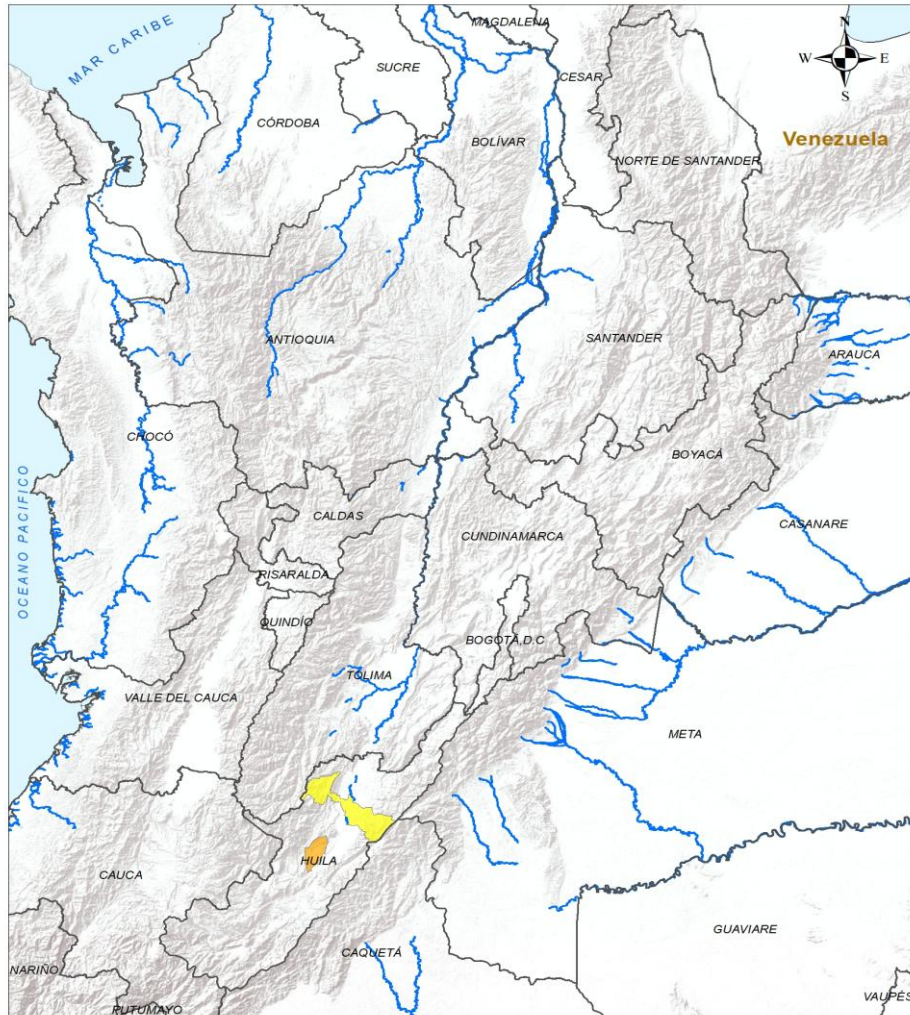 MAGDALENA
N
MAR CARIBE
SUCRE
W
E
CESAR
S
CÓRDOBA
BOLÍVAR
Venezuela
NORTE DE SANTANDER
ANTIOQUIA
SANTANDER
ARAUCA
CHOCÓ
BOYACÁ
OCEANO PACIFICO
CALDAS
CASANARE
CUNDINAMARCA
RISARALDA
QUINDÍO
BOGOTÁ, D.C
TOLIMA
VALLE DEL CAUCA
META
HUILA
CAUCA
GUAVIARE
CAQUETÁ
NARIÑO
VAUPÉS
PUTUMAYO